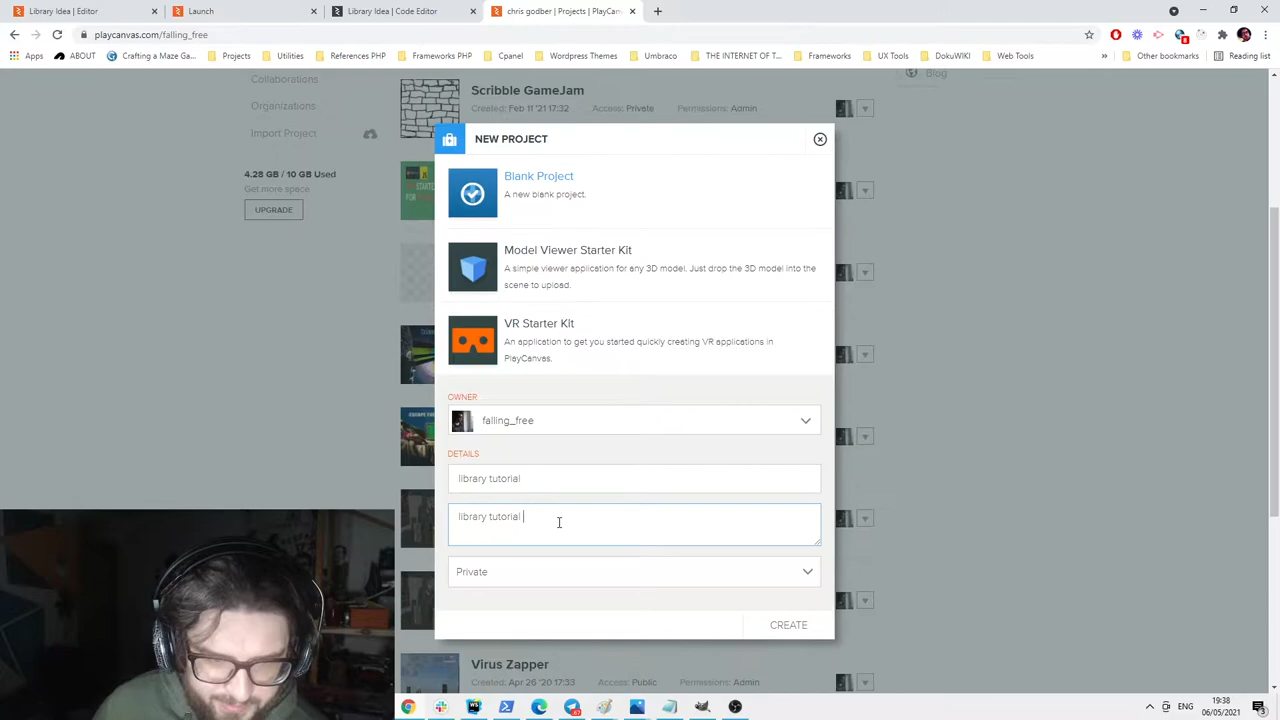 Library Idea | Editor
Launch
Library Idea | Code Editor
chris godber | Projects | PlayCan
playcanvas.com/falling_free
Apps
ABOUT
Crafting a Maze Ga...
Projects
Utilities
References PHP
Frameworks PHP
Cpanel
Wordpress Themes
Umbraco
THE INTERNET OF T...
Frameworks
UX Tools
DokuWIKI
Web Tools
»
Other bookmarks
Reading list
Collaborations
Organizations
Import Project
4.28 GB / 10 GB Used
Get more space
UPGRADE
Blog
Scribble GameJam
Created: Feb 11 '21 17:32 Access: Private Permissions: Admin
NEW PROJECT
Blank Project
A new blank project.
Model Viewer Starter Kit
A simple viewer application for any 3D model. Just drop the 3D model into the
scene to upload.
VR Starter Kit
An application to get you started quickly creating VR applications in
PlayCanvas.
OWNER
falling_free
DETAILS
library tutorial
library tutorial
Private
CREATE
Virus Zapper
Created: Apr 26 '20 17:33 Access: Public Permissions: Admin
ENG
19:38
06/05/2021